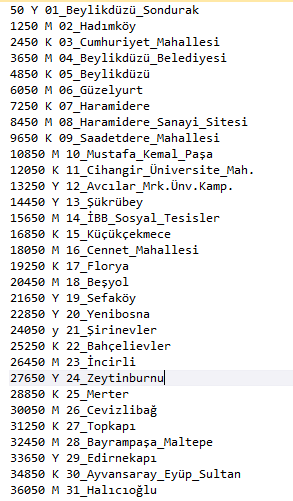 50 Y 01_Beylikdüzü_Sondurak
1250 M 02_Hadımköy
2450 K 03_Cumhuriyet_Mahallesi
3650 M 04_Beylikdüzü_Belediyesi
4850 K 05_Beylikdüzü
6050 M 06_Güzelyurt
7250 K 07_Haramidere
8450 M 08_Haramidere_Sanayi_Sitesi
9650 K 09_Saadetdere_Mahallesi
10850 M 10_Mustafa_Kemal_Paşa
12050 K 11_Cihangir_Üniversite_Mah.
13250 Y 12_Avcılar_Mrk.Ünv.Kamp.
14450 Y 13_Şükrübey
15650 M 14_İBB_Sosyal_Tesisler
16850 K 15_Küçükçekmece
18050 M 16_Cennet_Mahallesi
19250 K 17_Florya
20450 M 18_Beşyol
21650 Y 19_Sefaköy
22850 Y 20_Yenibosna
24050 y 21_Şirinevler
25250 K 22_Bahçelievler
26450 M 23_İncirli
27650 Y 24_Zeytinburnu
28850 K 25_Merter
30050 M 26_Cevizlibağ
31250 K 27_Topkapı
32450 M 28_Bayrampaşa_Maltepe
33650 Y 29_Edirnekapı
34850 K 30_Ayvansaray_Eyüp_Sultan
36050 M 31_Halıcıoğlu